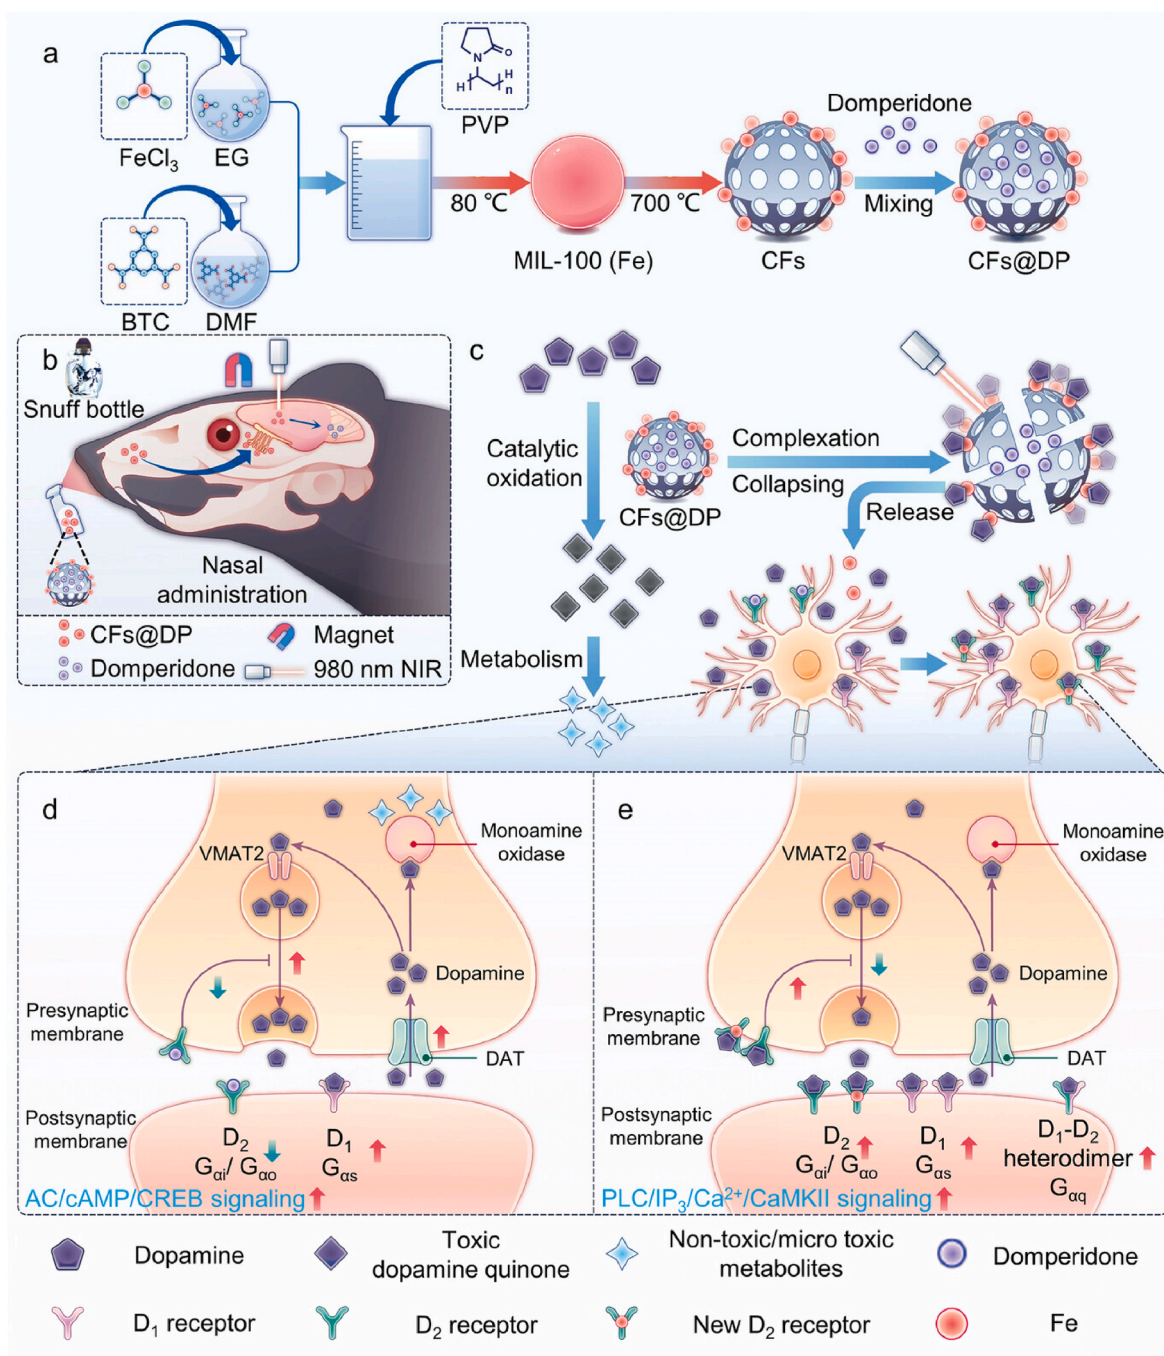 a
FeCl3
EG
BTC
DMF
PVP
N
O
H
H
n
80 ℃
MIL-100 (Fe)
700 ℃
CFs
Domperidone
Mixing
CFs@DP
b
Snuff bottle
Nasal
administration
CFs@DP
Magnet
Domperidone
980 nm NIR
c
Catalytic
oxidation
CFs@DP
Complexation
Collapsing
Release
Metabolism
d
VMAT2
Monoamine
oxidase
Dopamine
Presynaptic
membrane
DAT
Postsynaptic
membrane
D2
Gαi/ Gαo
D1
Gαs
AC/cAMP/CREB signaling
e
VMAT2
Monoamine
oxidase
Dopamine
Presynaptic
membrane
DAT
Postsynaptic
membrane
D2
Gαi/ Gαo
D1
Gαs
D1-D2
heterodimer
Gαq
PLC/IP3/Ca2+/CaMKII signaling
Dopamine
Toxic
dopamine quinone
Non-toxic/micro toxic
metabolites
Domperidone
D1 receptor
D2 receptor
New D2 receptor
Fe